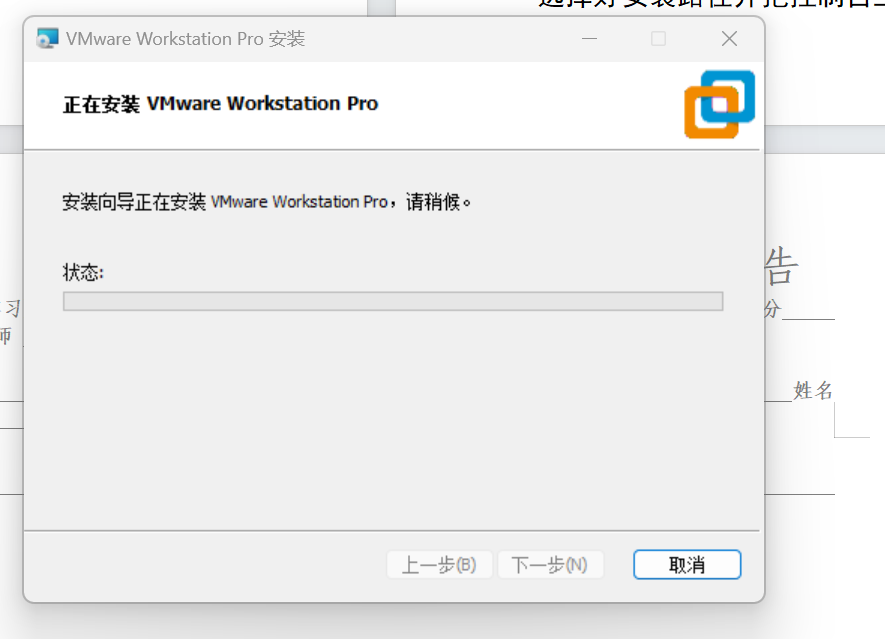 VMware Workstation Pro 安装
正在安装 VMware Workstation Pro
安装向导正在安装 VMware Workstation Pro，请稍候。
状态:
告
习
分
师
姓名
上一步(B)
下一步(N)
取消